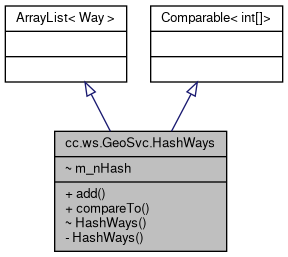 ArrayList< Way >
Comparable< int[]>
cc.ws.GeoSvc.HashWays
~ m_nHash
+ add()
+ compareTo()
~ HashWays()
- HashWays()